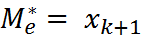 $M_e^* = x_{k+1}$